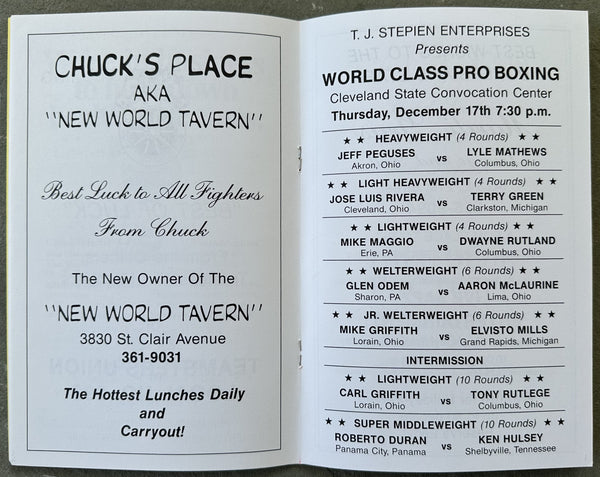 CHUCK'S PLACE
AKA
"NEW WORLD TAVERN"
Best Luck to All Fighters
From Chuck
The New Owner Of The
"NEW WORLD TAVERN"
3830 St. Clair Avenue
361-9031
The Hottest Lunches Daily
and
Carryout!
T. J. STEPIEN ENTERPRISES
Presents
WORLD CLASS PRO BOXING
Cleveland State Convocation Center
Thursday, December 17th 7:30 p.m.
★ ★ HEAVYWEIGHT (4 Rounds) ★ ★
JEFF PEGUSES vs LYLE MATHEWS
Akron, Ohio Columbus, Ohio
★ ★ LIGHT HEAVYWEIGHT (4 Rounds) ★ ★
JOSE LUIS RIVERA vs TERRY GREEN
Cleveland, Ohio Clarkston, Michigan
★ ★ LIGHTWEIGHT (4 Rounds) ★ ★
MIKE MAGGIO vs DWAYNE RUTLAND
Erie, PA Columbus, Ohio
★ ★ WELTERWEIGHT (6 Rounds) ★ ★
GLEN ODEM vs AARON McLAURINE
Sharon, PA Lima, Ohio
★ ★ JR. WELTERWEIGHT (6 Rounds) ★ ★
MIKE GRIFFITH vs ELVISTO MILLS
Lorain, Ohio Grand Rapids, Michigan
INTERMISSION
★ ★ LIGHTWEIGHT (10 Rounds) ★ ★
CARL GRIFFITH vs TONY RUTLEGE
Lorain, Ohio Columbus, Ohio
★ ★ SUPER MIDDLEWEIGHT (10 Rounds) ★ ★
ROBERTO DURAN vs KEN HULSEY
Panama City, Panama Shelbyville, Tennessee